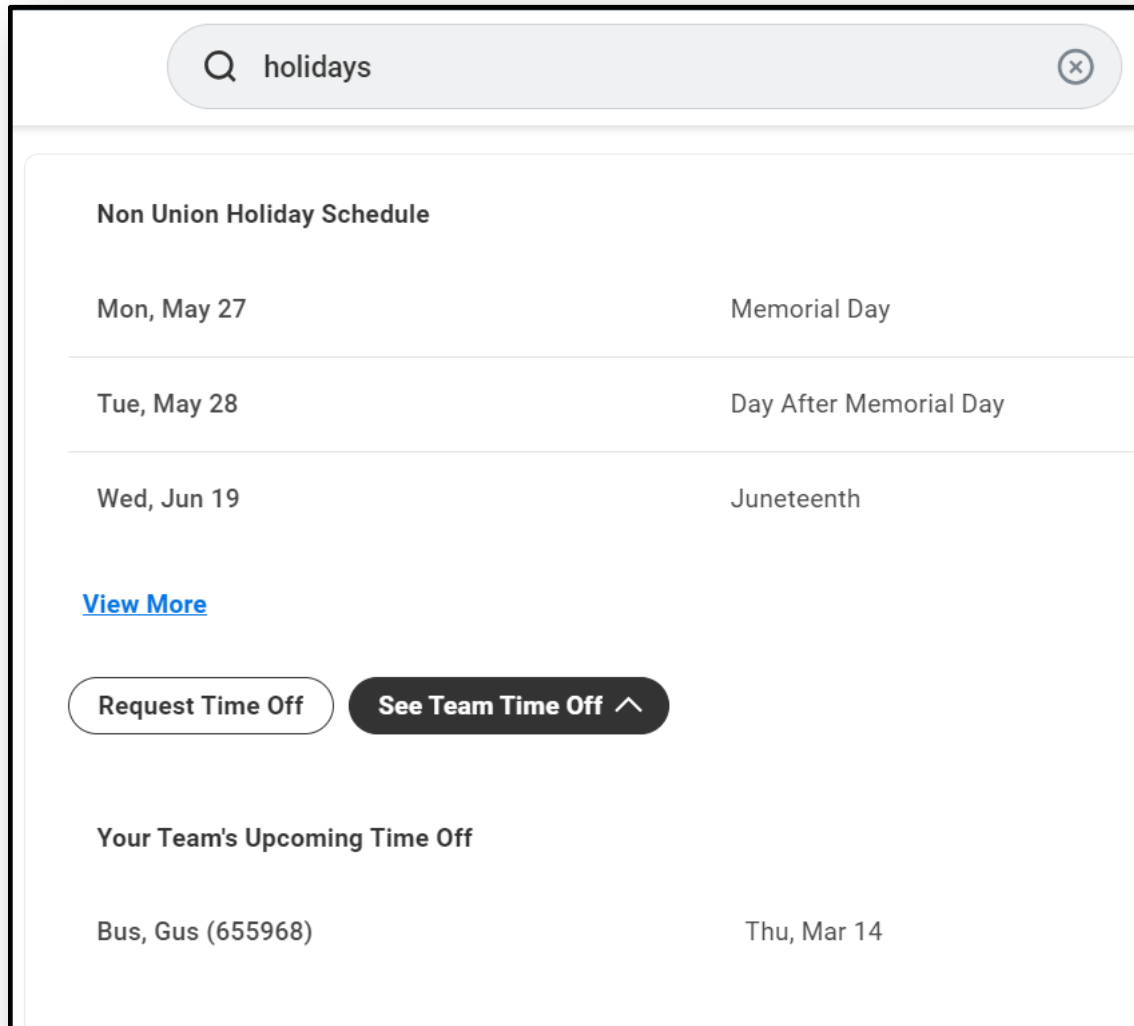 holidays
Non Union Holiday Schedule
Mon, May 27 Memorial Day
Tue, May 28 Day After Memorial Day
Wed, Jun 19 Juneteenth
View More
Request Time Off See Team Time Off
Your Team's Upcoming Time Off
Bus, Gus (655968) Thu, Mar 14